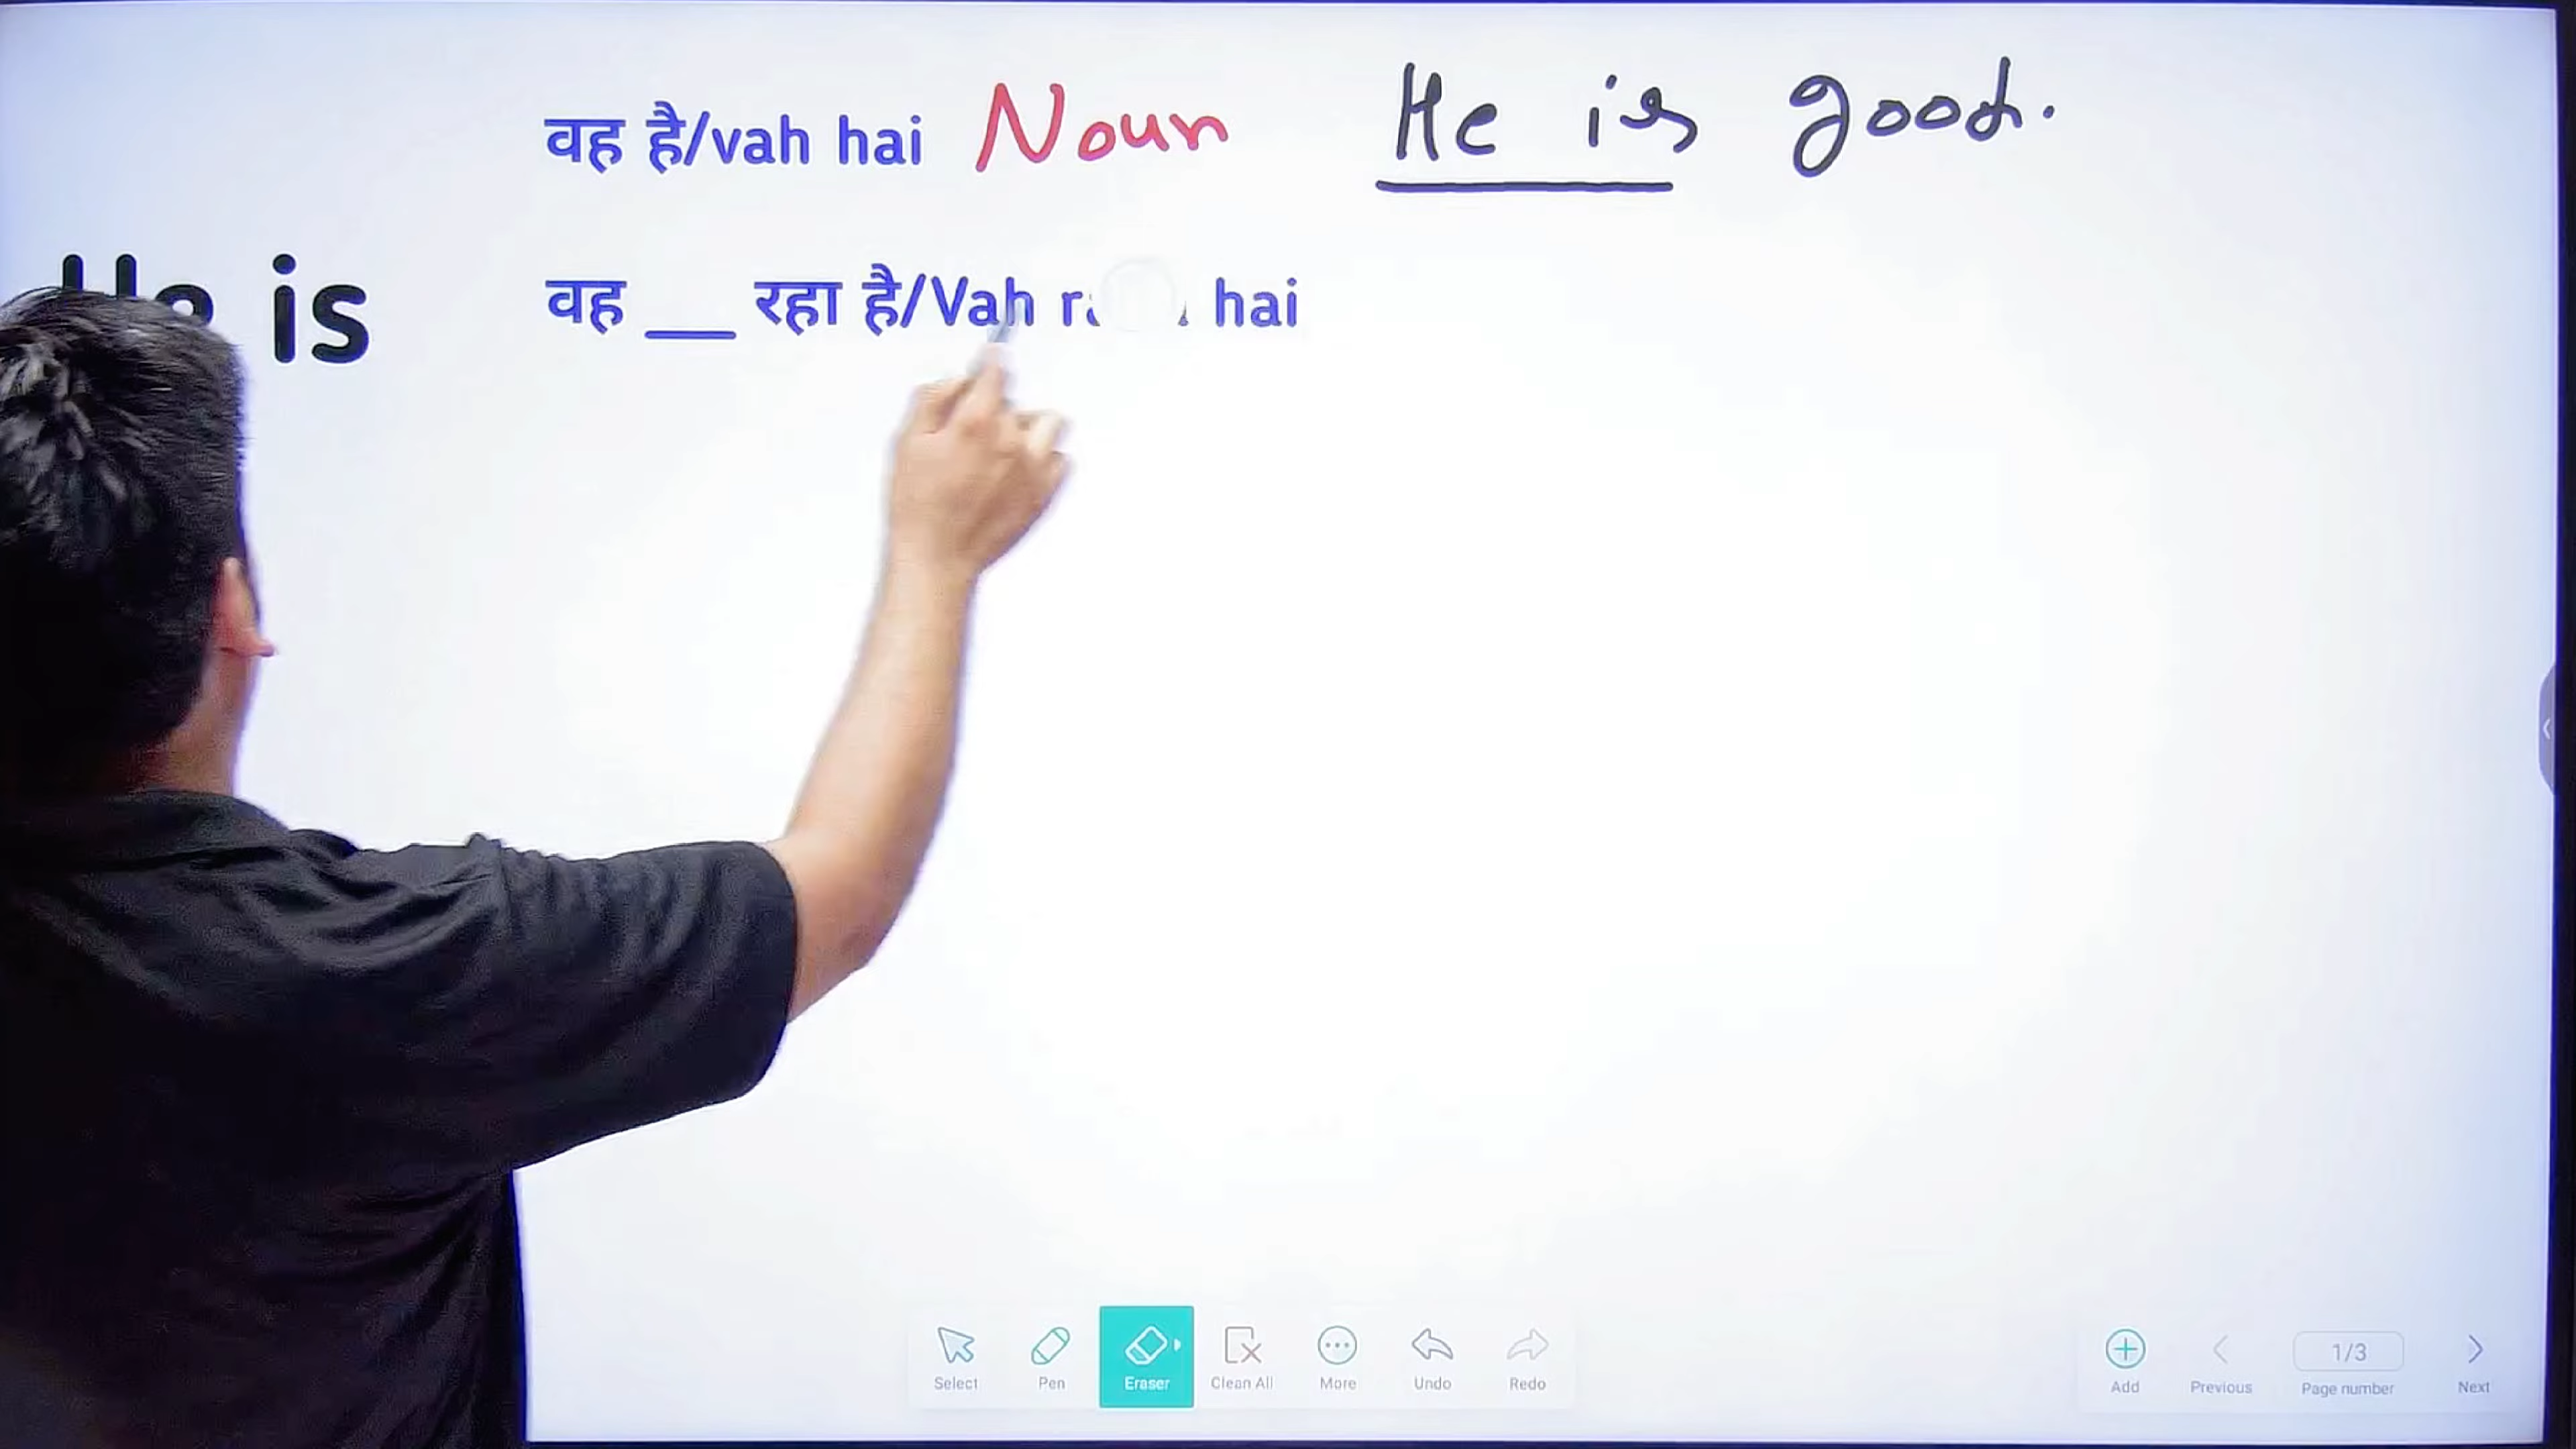 वह है/vah hai Noun He is good.
He is
वह __ रहा है/Vah hai
Select Pen Eraser Clean All More Undo Redo
Add Previous 1/3 Page number Next